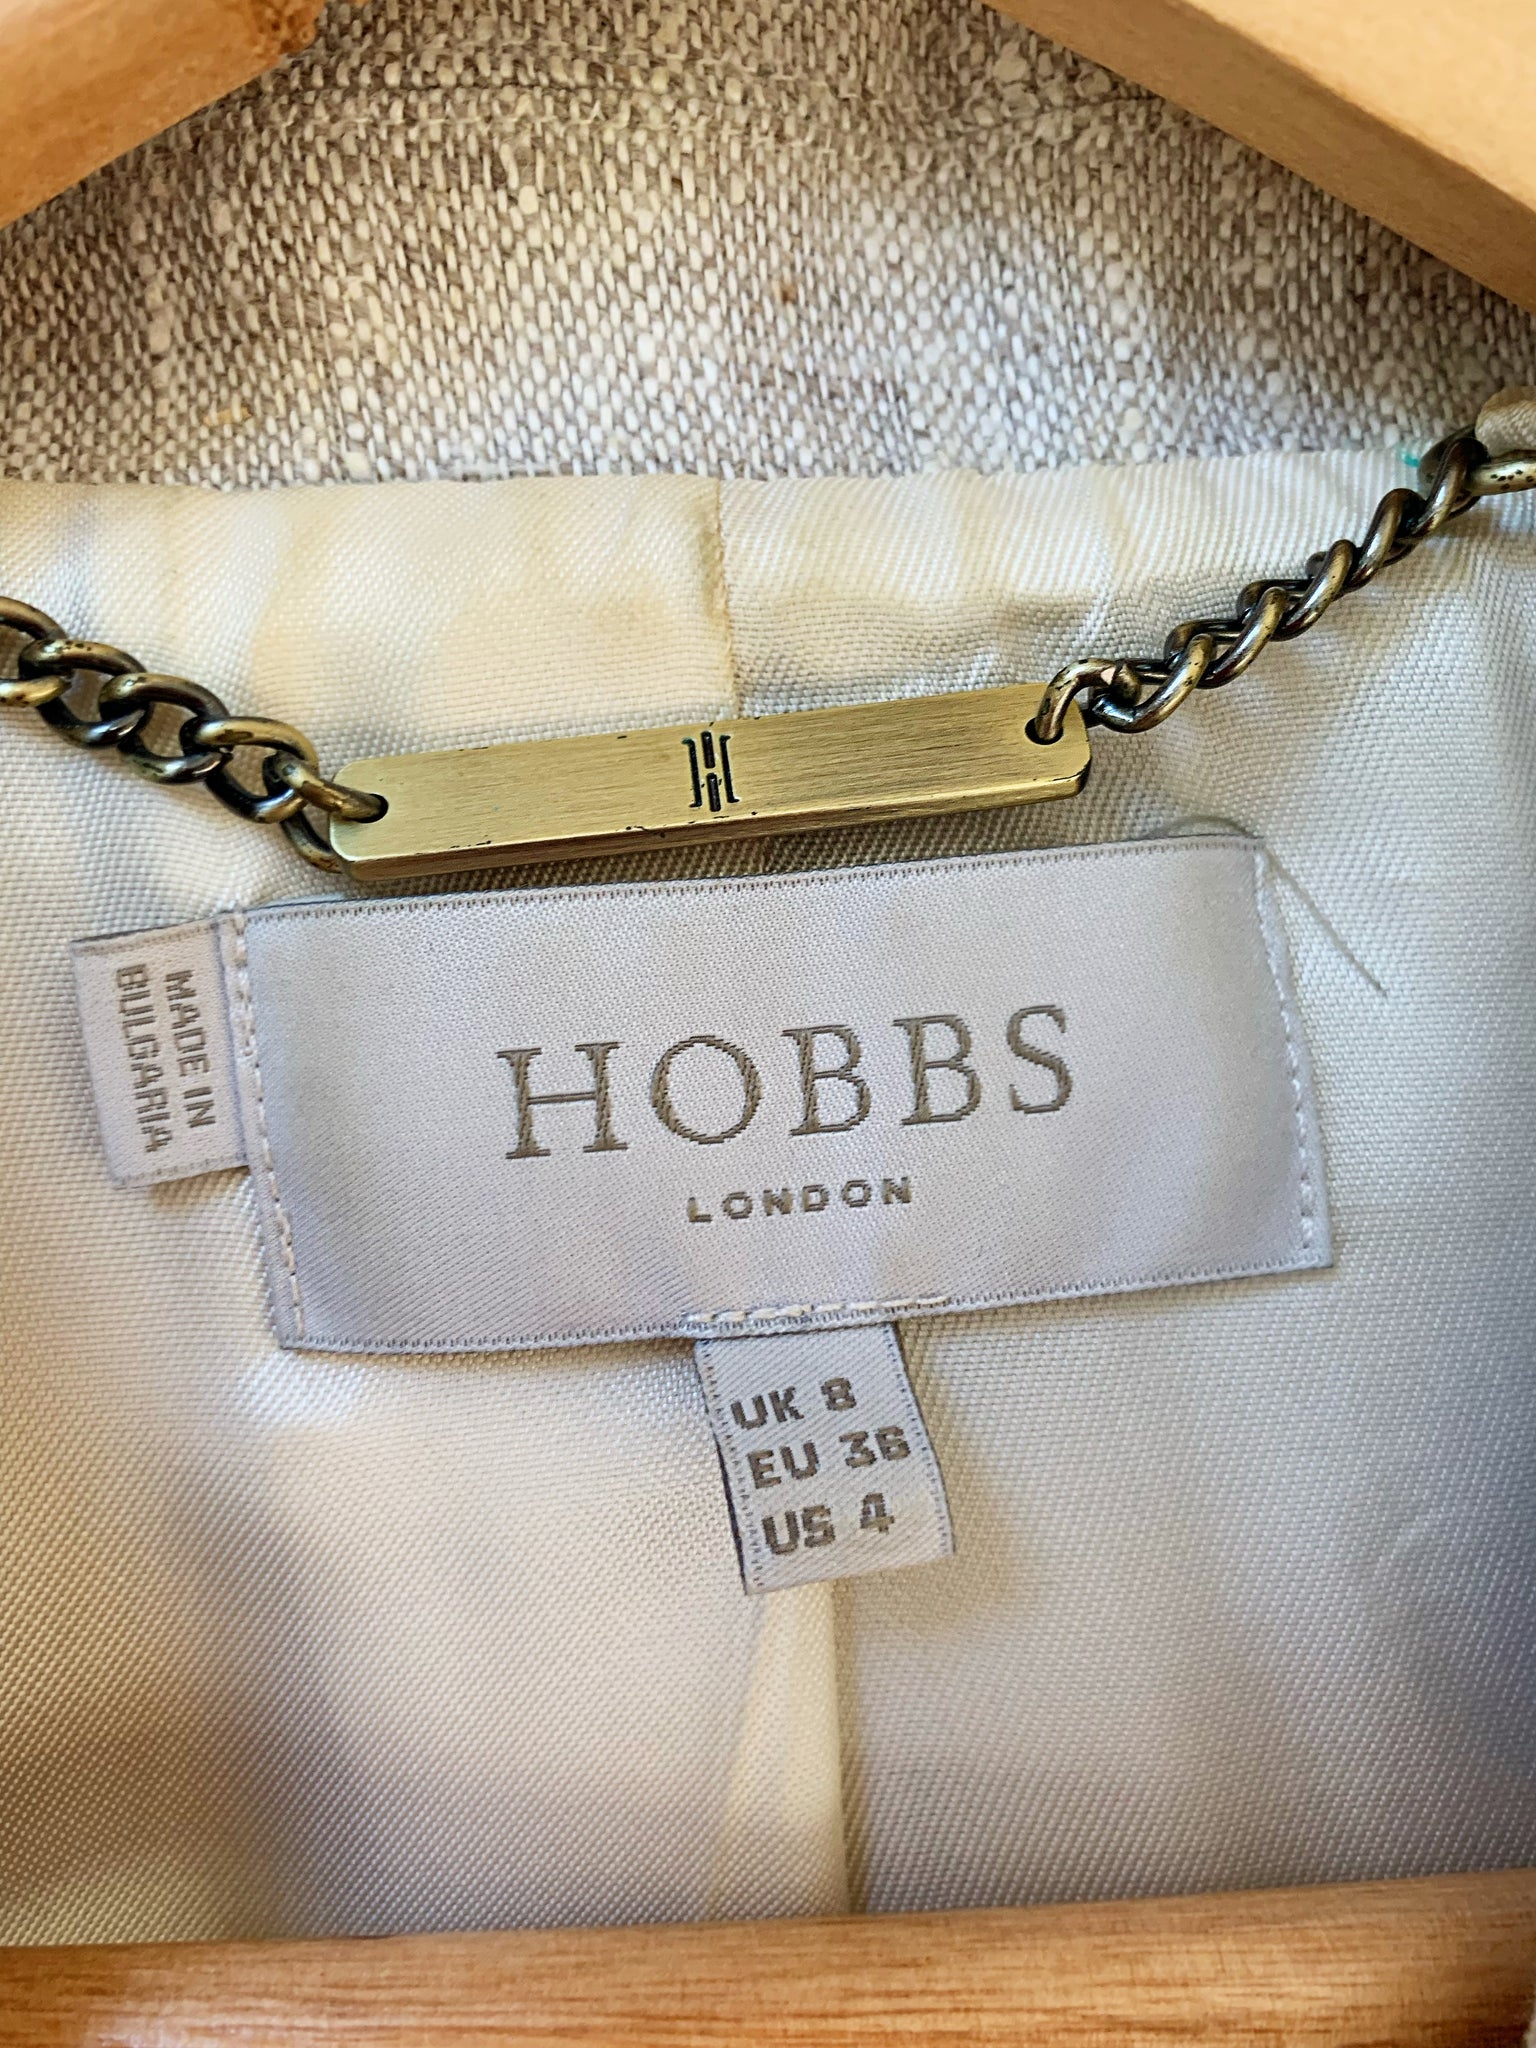 H
MADE IN
BULGARIA
HOBBS
LONDON
UK 8
EU 36
US 4